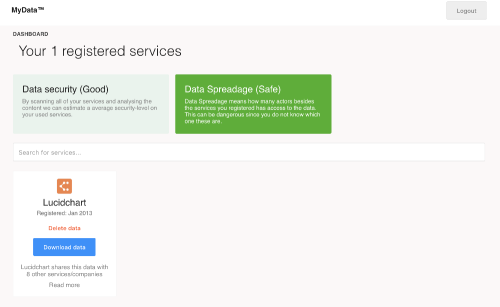 MyData™
Logout
DASHBOARD
Your 1 registered services
Data security (Good)
By scanning all of your services and analysing the
content we can estimate a average security-level on
your used services.
Data Spreadage (Safe)
Data Spreadage means how many actors besides
the services you registered has access to the data.
This can be dangerous since you do not know which
one these are.
Search for services...
Lucidchart
Registered: Jan 2013
Delete data
Download data
Lucidchart shares this data with
8 other services/companies
Read more